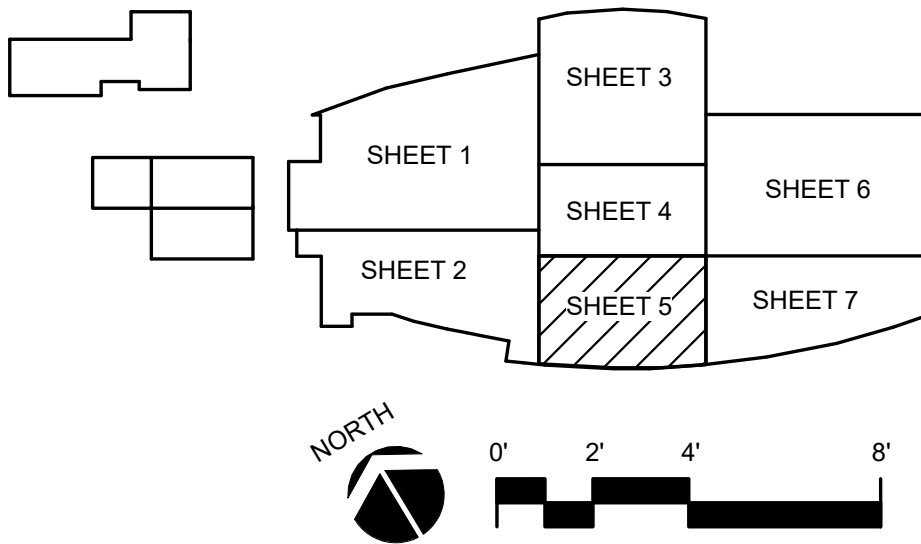 SHEET 3
SHEET 1
SHEET 6
SHEET 4
SHEET 2
SHEET 5
SHEET 7
NORTH
0' 2' 4' 8'